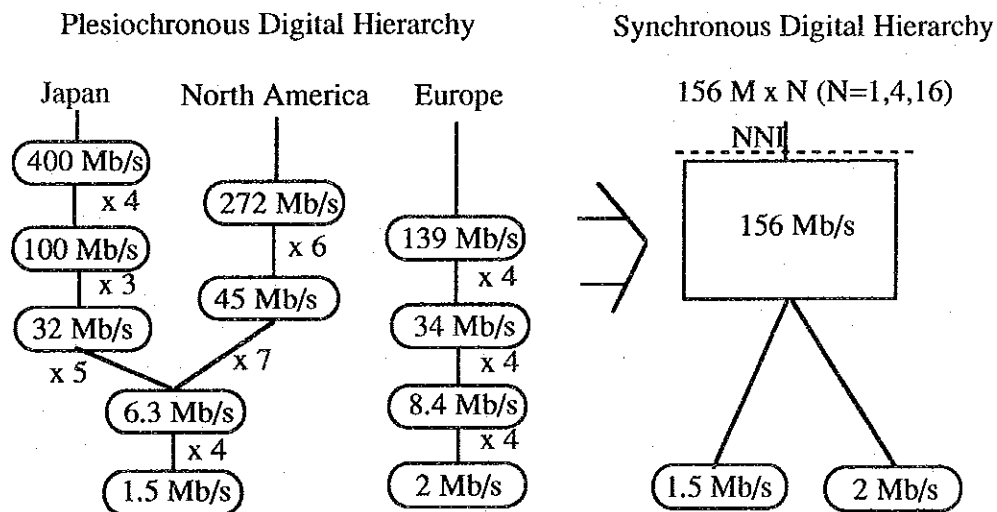 Plesiochronous Digital Hierarchy
Japan
North America
Europe
400 Mb/s
x 4
100 Mb/s
x 3
32 Mb/s
x 5
272 Mb/s
x 6
45 Mb/s
x 7
6.3 Mb/s
x 4
1.5 Mb/s
139 Mb/s
x 4
34 Mb/s
x 4
8.4 Mb/s
x 4
2 Mb/s
Synchronous Digital Hierarchy
156 M x N (N=1,4,16)
NNI
156 Mb/s
1.5 Mb/s
2 Mb/s